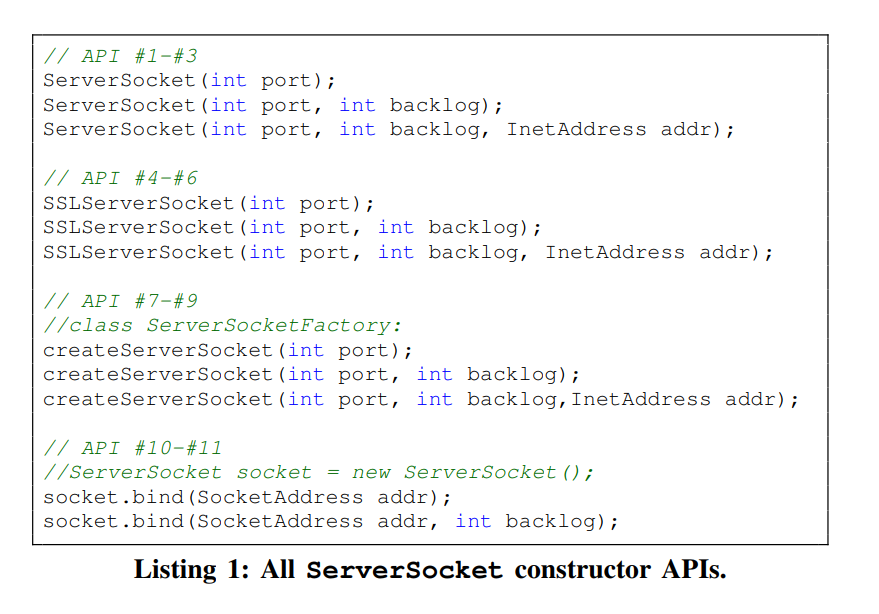 // API #1-#3
ServerSocket(int port);
ServerSocket(int port, int backlog);
ServerSocket(int port, int backlog, InetAddress addr);
// API #4-#6
SSLServerSocket(int port);
SSLServerSocket(int port, int backlog);
SSLServerSocket(int port, int backlog, InetAddress addr);
// API #7-#9
//class ServerSocketFactory:
createServerSocket(int port);
createServerSocket(int port, int backlog);
createServerSocket(int port, int backlog,InetAddress addr);
// API #10-#11
//ServerSocket socket = new ServerSocket();
socket.bind(SocketAddress addr);
socket.bind(SocketAddress addr, int backlog);
Listing 1: All ServerSocket constructor APIs.